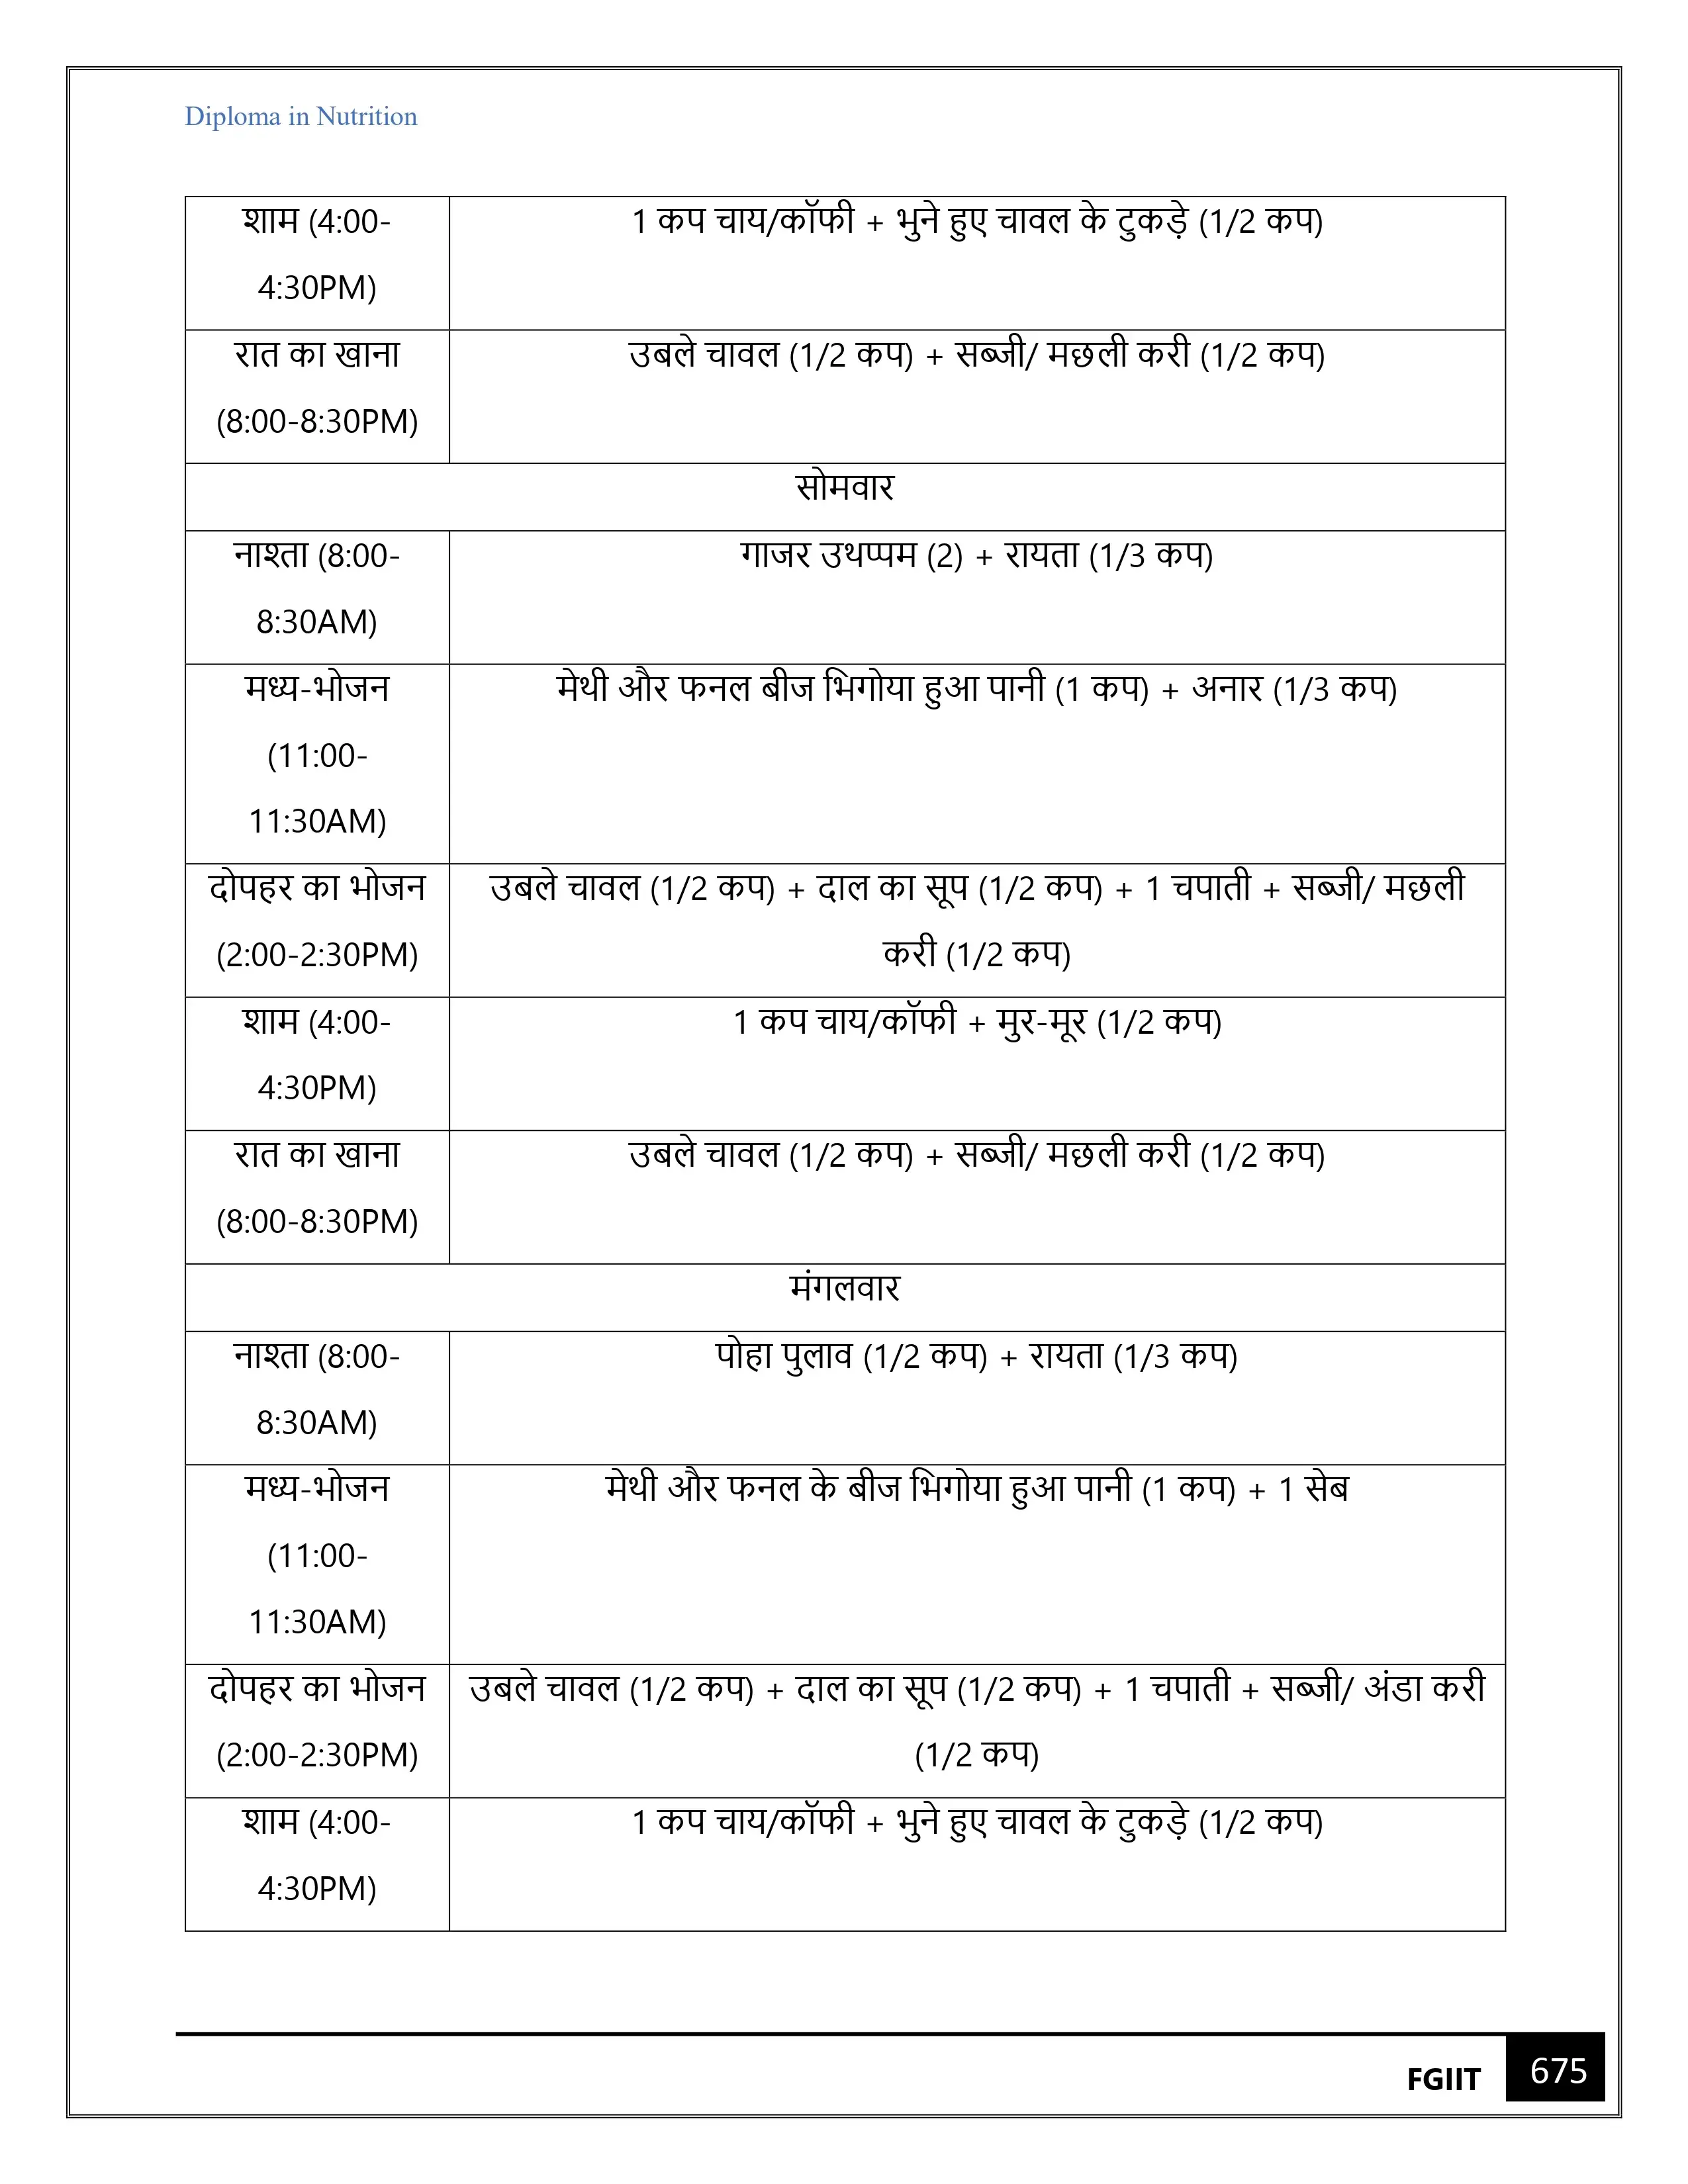 Diploma in Nutrition
शाम (4:00-
4:30PM)
1 कप चाय/कॉफी + भुने हुए चावल के टुकड़े (1/2 कप)
रात का खाना
(8:00-8:30PM)
उबले चावल (1/2 कप) + सब्जी/ मछली करी (1/2 कप)
सोमवार
नाश्ता (8:00-
8:30AM)
गाजर उथप्पम (2) + रायता (1/3 कप)
मध्य-भोजन
(11:00-
11:30AM)
मेथी और फनल बीज भिगोया हुआ पानी (1 कप) + अनार (1/3 कप)
दोपहर का भोजन
(2:00-2:30PM)
उबले चावल (1/2 कप) + दाल का सूप (1/2 कप) + 1 चपाती + सब्जी/ मछली
करी (1/2 कप)
शाम (4:00-
4:30PM)
1 कप चाय/कॉफी + मुर-मूर (1/2 कप)
रात का खाना
(8:00-8:30PM)
उबले चावल (1/2 कप) + सब्जी/ मछली करी (1/2 कप)
मंगलवार
नाश्ता (8:00-
8:30AM)
पोहा पुलाव (1/2 कप) + रायता (1/3 कप)
मध्य-भोजन
(11:00-
11:30AM)
मेथी और फनल के बीज भिगोया हुआ पानी (1 कप) + 1 सेब
दोपहर का भोजन
(2:00-2:30PM)
उबले चावल (1/2 कप) + दाल का सूप (1/2 कप) + 1 चपाती + सब्जी/ अंडा करी
(1/2 कप)
शाम (4:00-
4:30PM)
1 कप चाय/कॉफी + भुने हुए चावल के टुकड़े (1/2 कप)
FGIIT
675